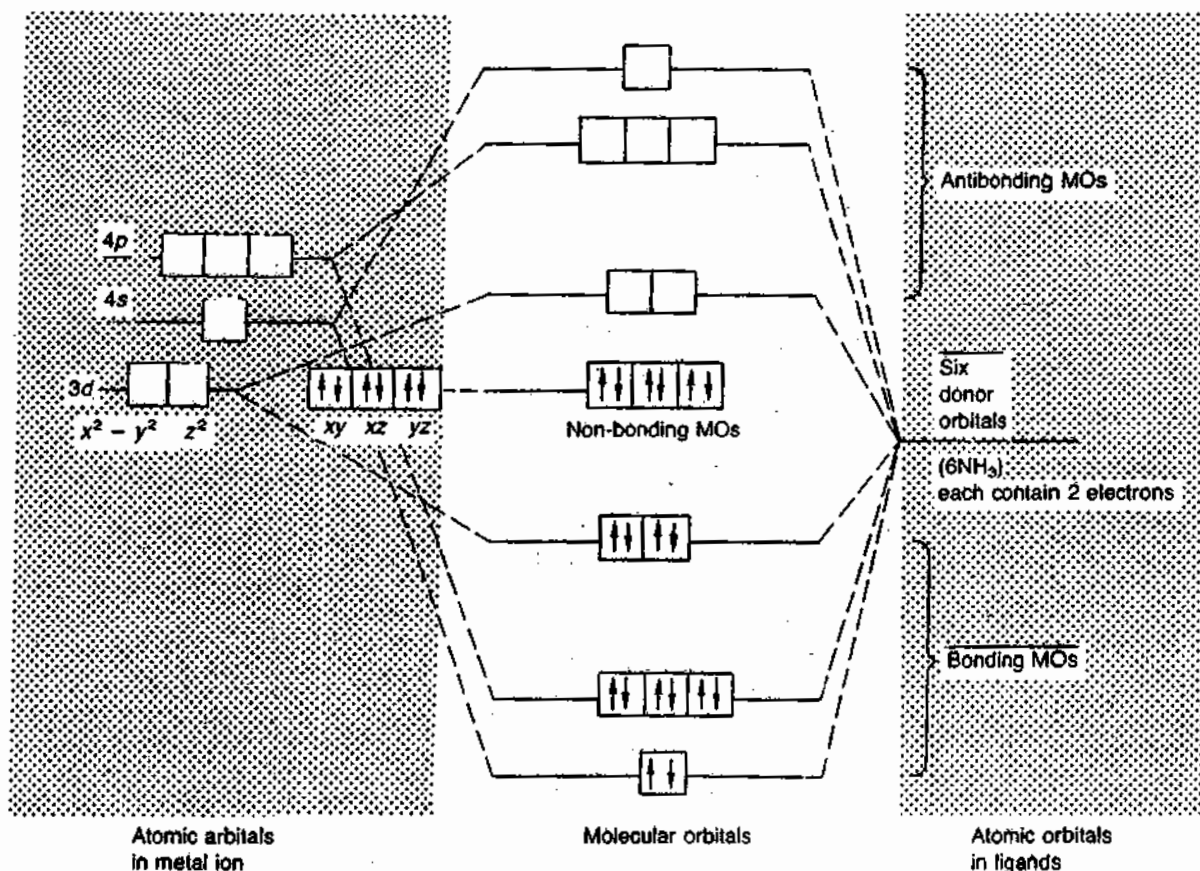 Antibonding MOs
4p
4s
3d
x² − y² z²
xy xz yz
Non-bonding MOs
Six
donor
orbitals
(6NH₃)
each contain 2 electrons
Bonding MOs
Atomic arbitals
in metal ion
Molecular orbitals
Atomic orbitals
in ligands